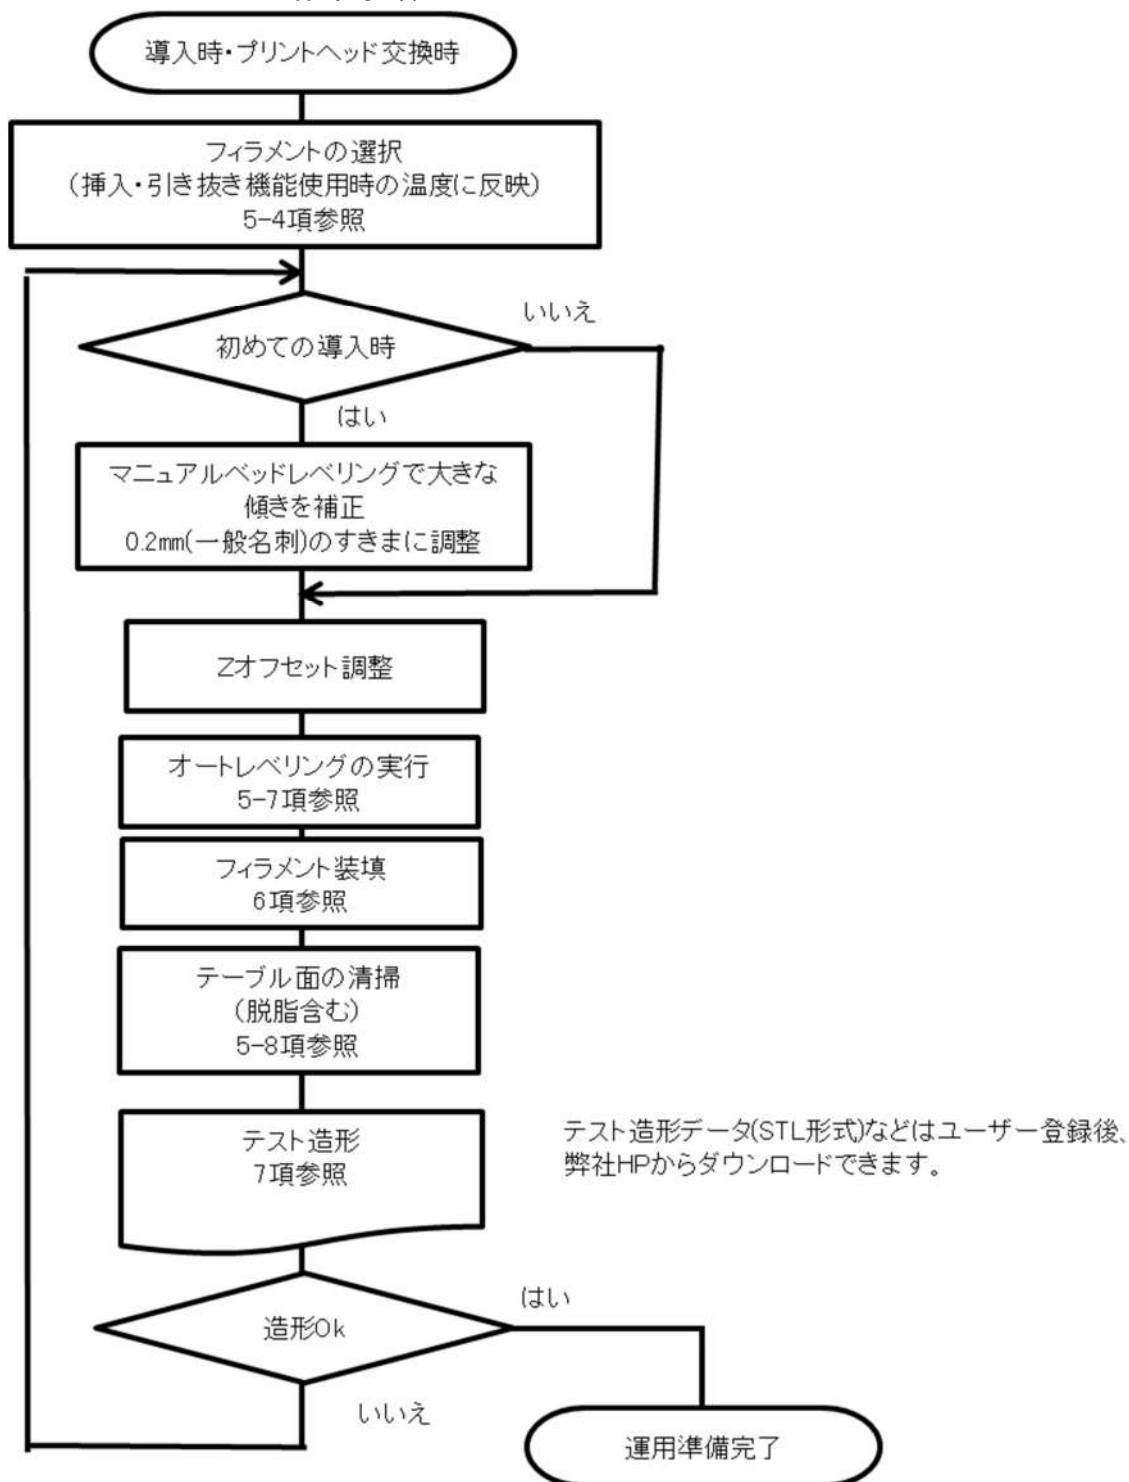 導入時・プリントヘッド交換時
フィラメントの選択
(挿入・引き抜き機能使用時の温度に反映)
5-4項参照
いいえ
初めての導入時
はい
マニュアルベッドレベリングで大きな
傾きを補正
0.2mm(一般名刺)のすきまに調整
Zオフセット調整
オートレベリングの実行
5-7項参照
フィラメント装填
6項参照
テーブル面の清掃
(脱脂含む)
5-8項参照
テスト造形
7項参照
テスト造形データ(STL形式)などはユーザー登録後、
弊社HPからダウンロードできます。
はい
造形Ok
いいえ
運用準備完了